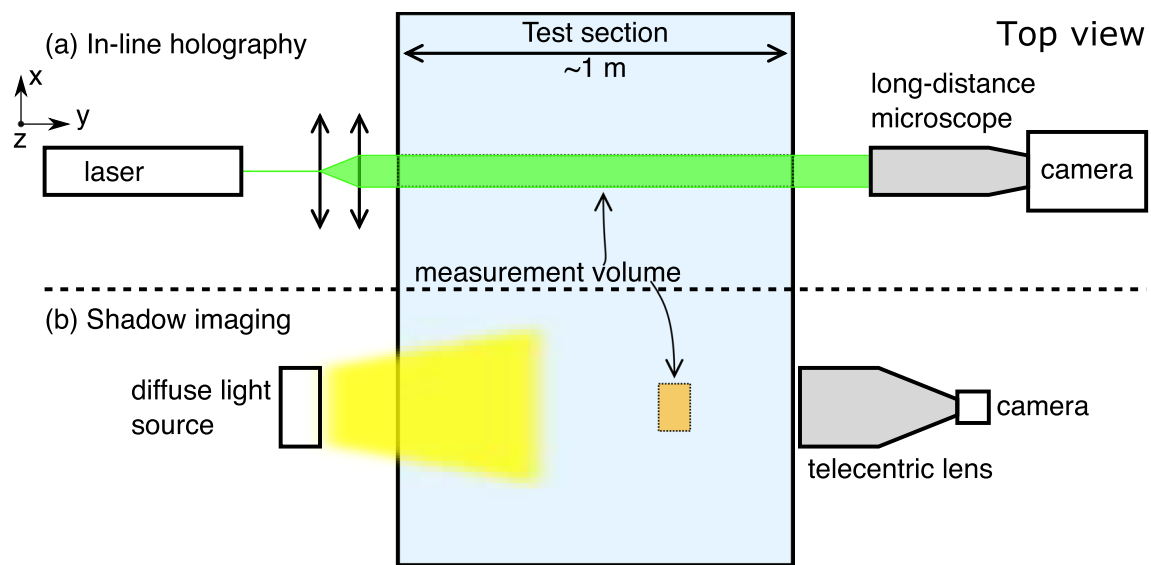 (a) In-line holography
Test section
~1 m
Top view
x
y
z
long-distance
microscope
laser
camera
measurement volume
(b) Shadow imaging
diffuse light
source
camera
telecentric lens